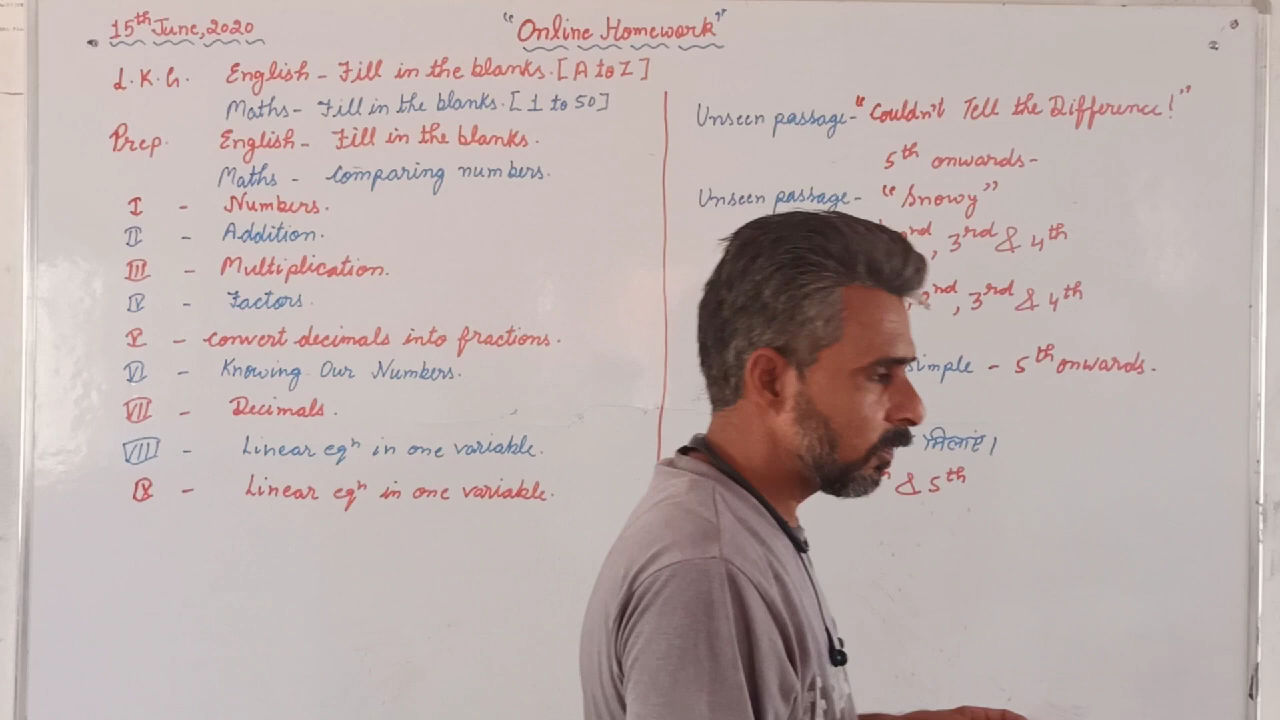 15th June, 2020
"Online Homework"
L.K.G. English - Fill in the blanks. [A to Z]
Maths - Fill in the blanks. [1 to 50]
Prep. English - Fill in the blanks.
Maths - Comparing numbers.
I - Numbers.
II - Addition.
III - Multiplication.
IV - Factors.
V - convert decimals into fractions.
VI - Knowing Our Numbers.
VII - Decimals.
VIII - Linear eqn in one variable.
IX - Linear eqn in one variable.
Unseen passage - "Couldn't Tell the Difference!"
5th onwards -
Unseen passage - "Snowy"
nd, 3rd & 4th
2nd, 3rd & 4th
simple - 5th onwards.
मिलाएं।
& 5th